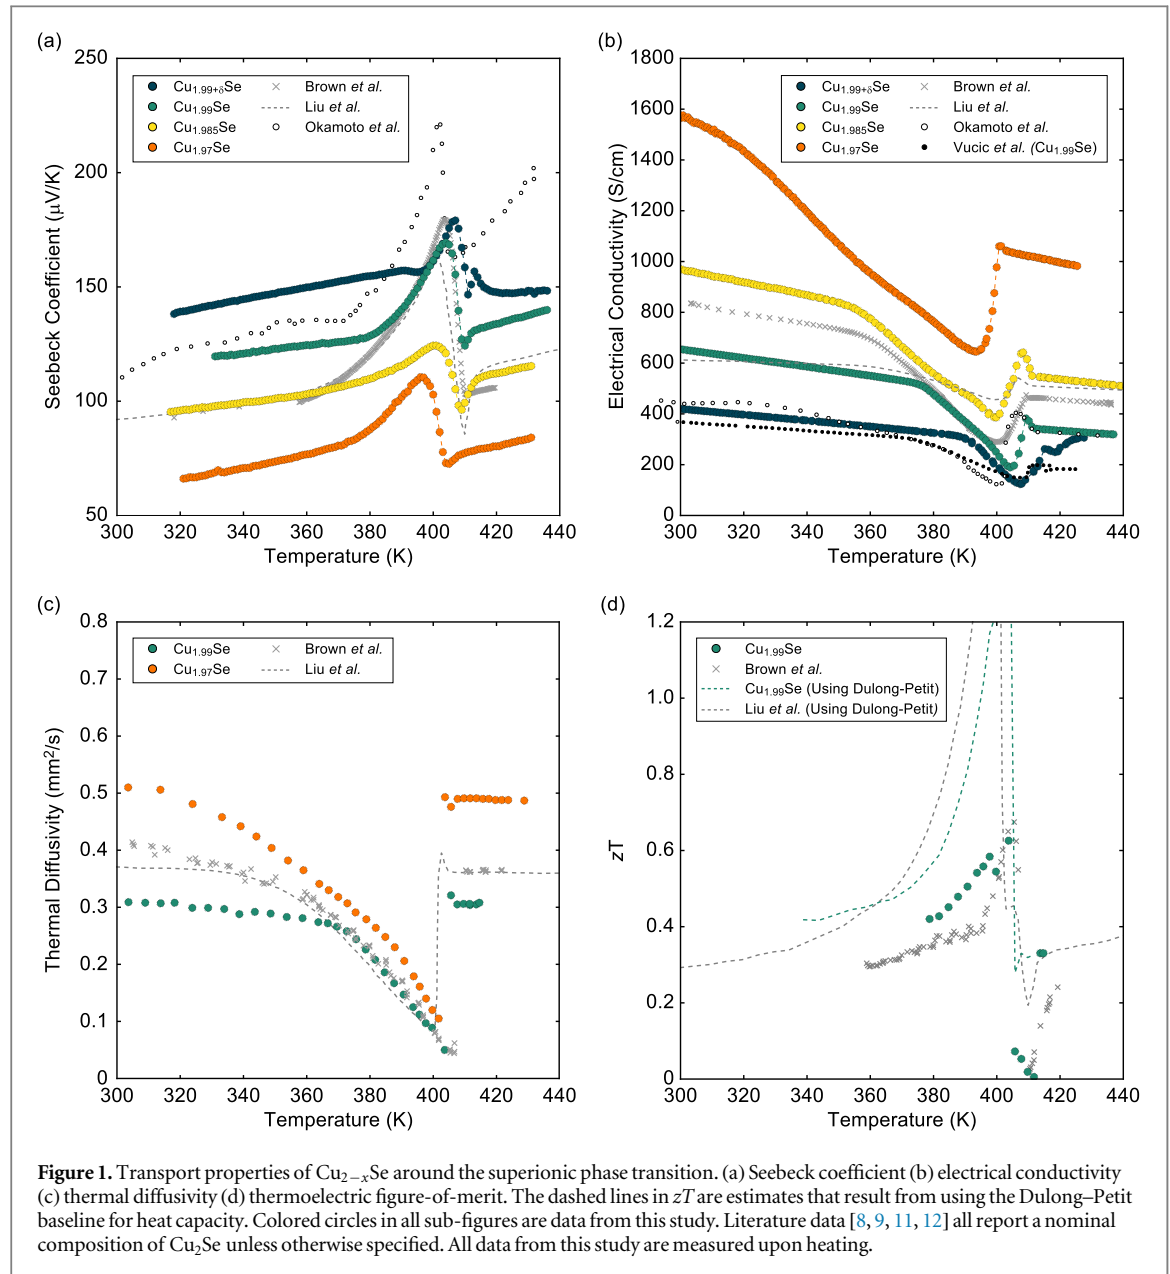 (a)
250
200
150
100
50
Seebeck Coefficient (μV/K)
Cu1.99+δSe
Cu1.99Se
Cu1.985Se
Cu1.97Se
Brown et al.
Liu et al.
Okamoto et al.
300 320 340 360 380 400 420 440
Temperature (K)
(b)
1800
1600
1400
1200
1000
800
600
400
200
0
Electrical Conductivity (S/cm)
Cu1.99+δSe
Cu1.99Se
Cu1.985Se
Cu1.97Se
Brown et al.
Liu et al.
Okamoto et al.
Vucic et al. (Cu1.99Se)
300 320 340 360 380 400 420 440
Temperature (K)
(c)
0.8
0.7
0.6
0.5
0.4
0.3
0.2
0.1
0
Thermal Diffusivity (mm²/s)
Cu1.99Se
Cu1.97Se
Brown et al.
Liu et al.
300 320 340 360 380 400 420 440
Temperature (K)
(d)
1.2
1.0
0.8
0.6
0.4
0.2
0
zT
Cu1.99Se
Brown et al.
Cu1.99Se (Using Dulong-Petit)
Liu et al. (Using Dulong-Petit)
300 320 340 360 380 400 420 440
Temperature (K)
Figure 1. Transport properties of Cu2−xSe around the superionic phase transition. (a) Seebeck coefficient (b) electrical conductivity
(c) thermal diffusivity (d) thermoelectric figure-of-merit. The dashed lines in zT are estimates that result from using the Dulong–Petit
baseline for heat capacity. Colored circles in all sub-figures are data from this study. Literature data [8, 9, 11, 12] all report a nominal
composition of Cu2Se unless otherwise specified. All data from this study are measured upon heating.